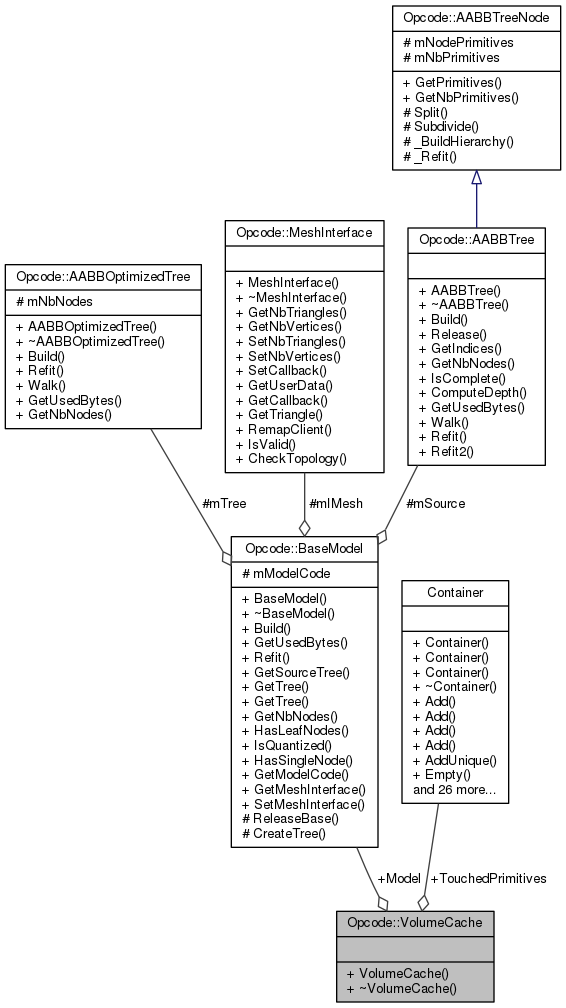 Opcode::AABBTreeNode
# mNodePrimitives
# mNbPrimitives
+ GetPrimitives()
+ GetNbPrimitives()
# Split()
# Subdivide()
# _BuildHierarchy()
# _Refit()
Opcode::AABBOptimizedTree
# mNbNodes
+ AABBOptimizedTree()
+ ~AABBOptimizedTree()
+ Build()
+ Refit()
+ Walk()
+ GetUsedBytes()
+ GetNbNodes()
Opcode::MeshInterface
+ MeshInterface()
+ ~MeshInterface()
+ GetNbTriangles()
+ GetNbVertices()
+ SetNbTriangles()
+ SetNbVertices()
+ SetCallback()
+ GetUserData()
+ GetCallback()
+ GetTriangle()
+ RemapClient()
+ IsValid()
+ CheckTopology()
Opcode::AABBTree
+ AABBTree()
+ ~AABBTree()
+ Build()
+ Release()
+ GetIndices()
+ GetNbNodes()
+ IsComplete()
+ ComputeDepth()
+ GetUsedBytes()
+ Walk()
+ Refit()
+ Refit2()
#mTree
#mIMesh
#mSource
Opcode::BaseModel
# mModelCode
+ BaseModel()
+ ~BaseModel()
+ Build()
+ GetUsedBytes()
+ Refit()
+ GetSourceTree()
+ GetTree()
+ GetTree()
+ GetNbNodes()
+ HasLeafNodes()
+ IsQuantized()
+ HasSingleNode()
+ GetModelCode()
+ GetMeshInterface()
+ SetMeshInterface()
# ReleaseBase()
# CreateTree()
Container
+ Container()
+ Container()
+ Container()
+ ~Container()
+ Add()
+ Add()
+ Add()
+ Add()
+ AddUnique()
+ Empty()
and 26 more...
+Model
+TouchedPrimitives
Opcode::VolumeCache
+ VolumeCache()
+ ~VolumeCache()